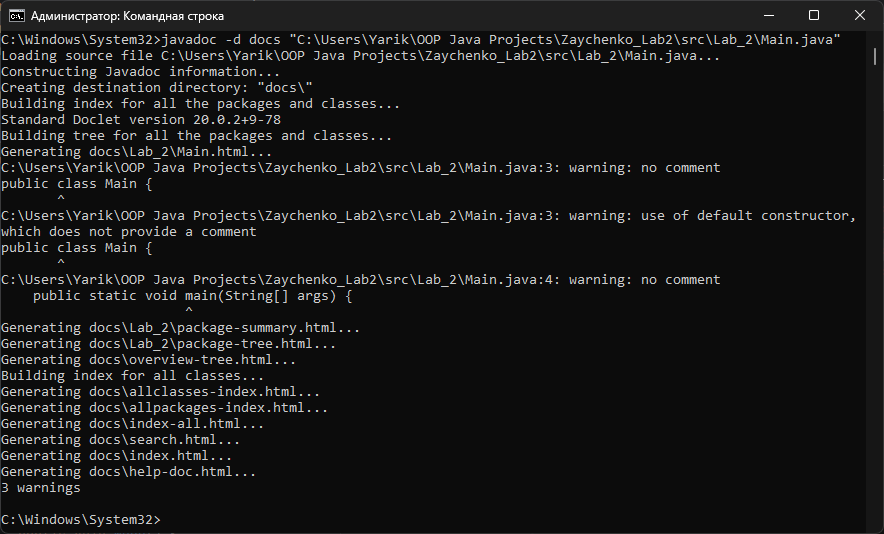 Администратор: Командная строка
C:\Windows\System32>javadoc -d docs "C:\Users\Yarik\OOP Java Projects\Zaychenko_Lab2\src\Lab_2\Main.java"
Loading source file C:\Users\Yarik\OOP Java Projects\Zaychenko_Lab2\src\Lab_2\Main.java...
Constructing Javadoc information...
Creating destination directory: "docs\"
Building index for all the packages and classes...
Standard Doclet version 20.0.2+9-78
Building tree for all the packages and classes...
Generating docs\Lab_2\Main.html...
C:\Users\Yarik\OOP Java Projects\Zaychenko_Lab2\src\Lab_2\Main.java:3: warning: no comment
public class Main {
       ^
C:\Users\Yarik\OOP Java Projects\Zaychenko_Lab2\src\Lab_2\Main.java:3: warning: use of default constructor,
which does not provide a comment
public class Main {
       ^
C:\Users\Yarik\OOP Java Projects\Zaychenko_Lab2\src\Lab_2\Main.java:4: warning: no comment
    public static void main(String[] args) {
                       ^
Generating docs\Lab_2\package-summary.html...
Generating docs\Lab_2\package-tree.html...
Generating docs\overview-tree.html...
Building index for all classes...
Generating docs\allclasses-index.html...
Generating docs\allpackages-index.html...
Generating docs\index-all.html...
Generating docs\search.html...
Generating docs\index.html...
Generating docs\help-doc.html...
3 warnings
C:\Windows\System32>